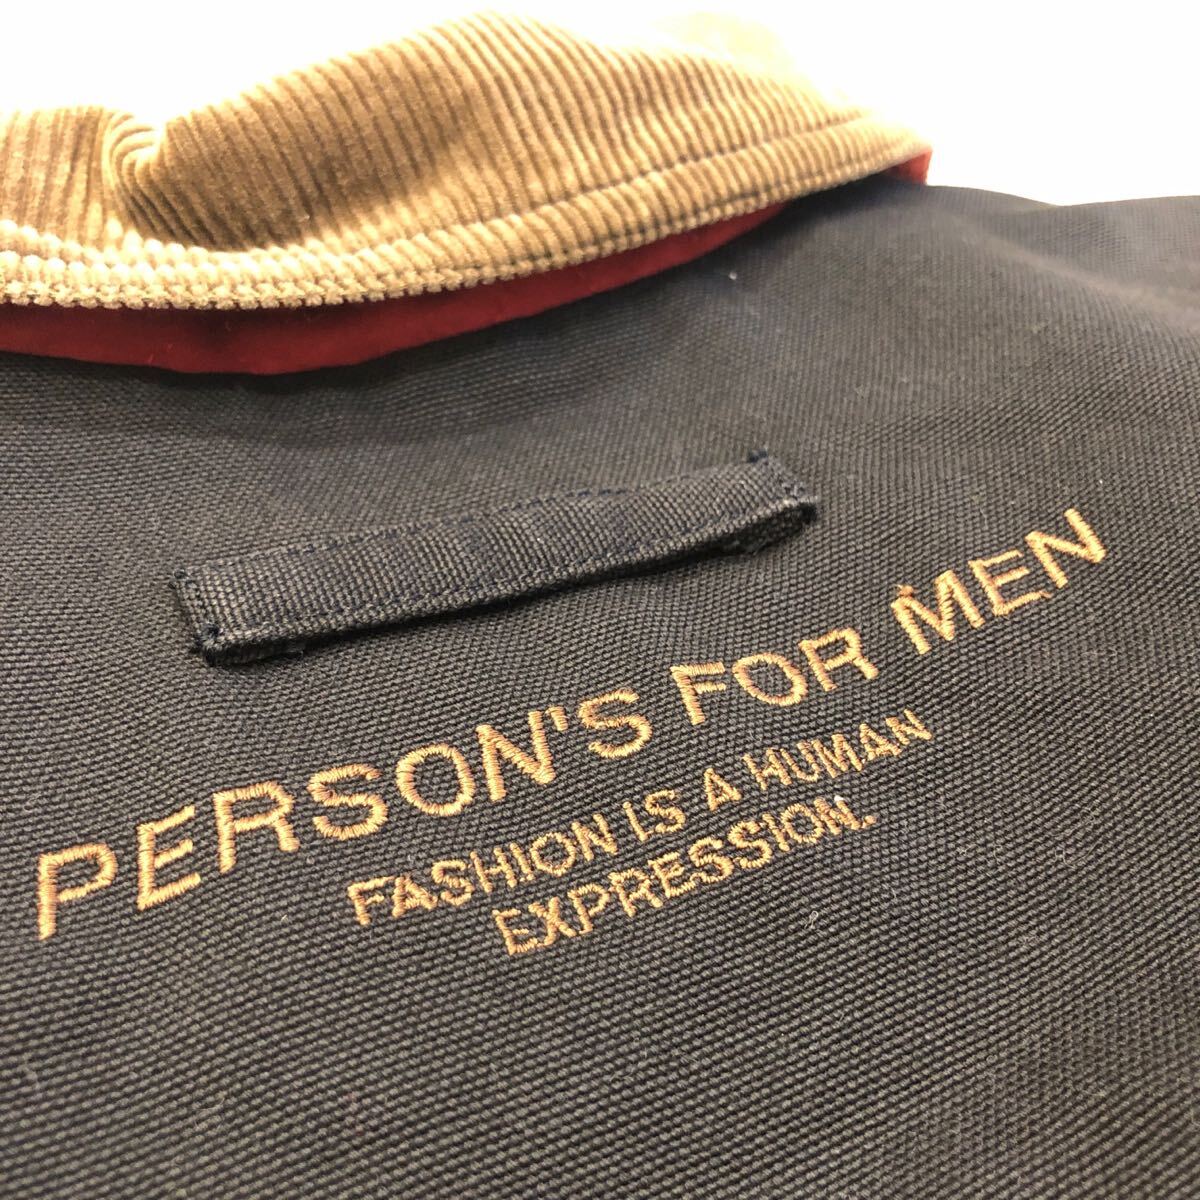 PERSON'S FOR MEN
FASHION IS A HUMAN
EXPRESSION.